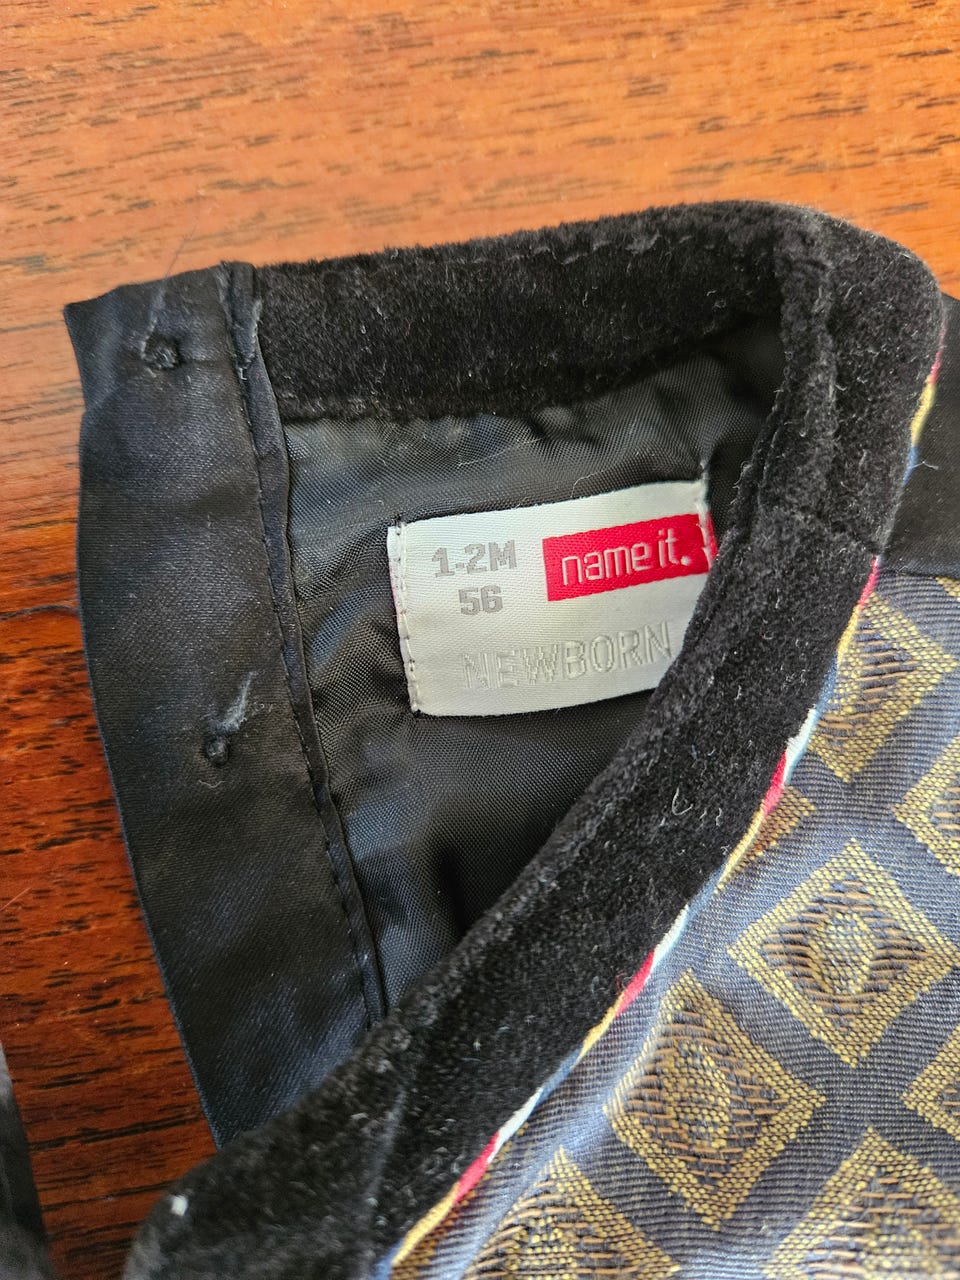 1-2M
56
name it.
NEWBORN